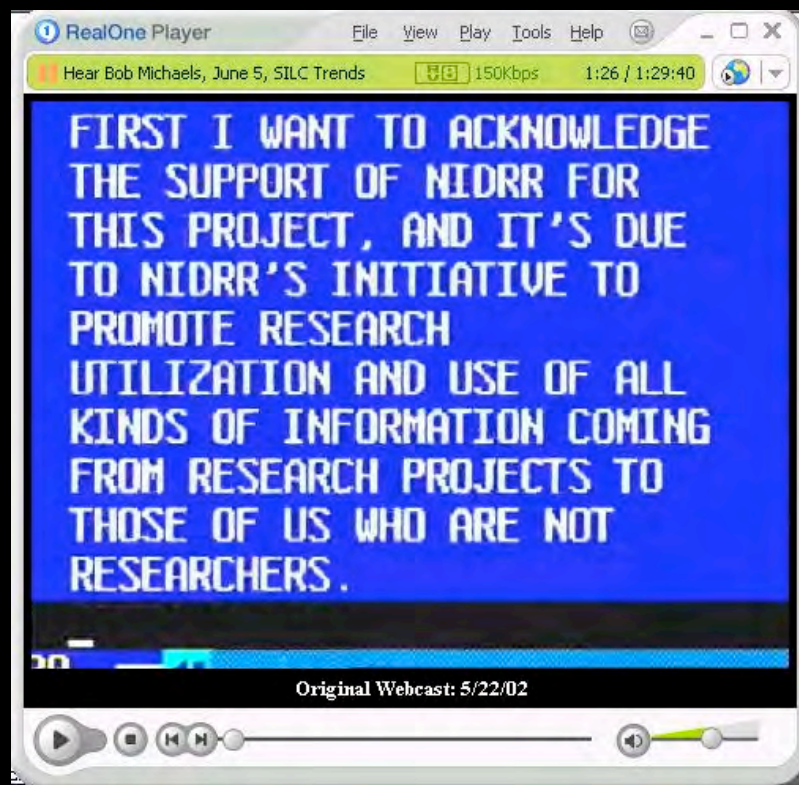 RealOne Player File View Play Tools Help
Hear Bob Michaels, June 5, SILC Trends 150Kbps 1:26 / 1:29:40
FIRST I WANT TO ACKNOWLEDGE
THE SUPPORT OF NIDRR FOR
THIS PROJECT, AND IT'S DUE
TO NIDRR'S INITIATIVE TO
PROMOTE RESEARCH
UTILIZATION AND USE OF ALL
KINDS OF INFORMATION COMING
FROM RESEARCH PROJECTS TO
THOSE OF US WHO ARE NOT
RESEARCHERS.
Original Webcast: 5/22/02